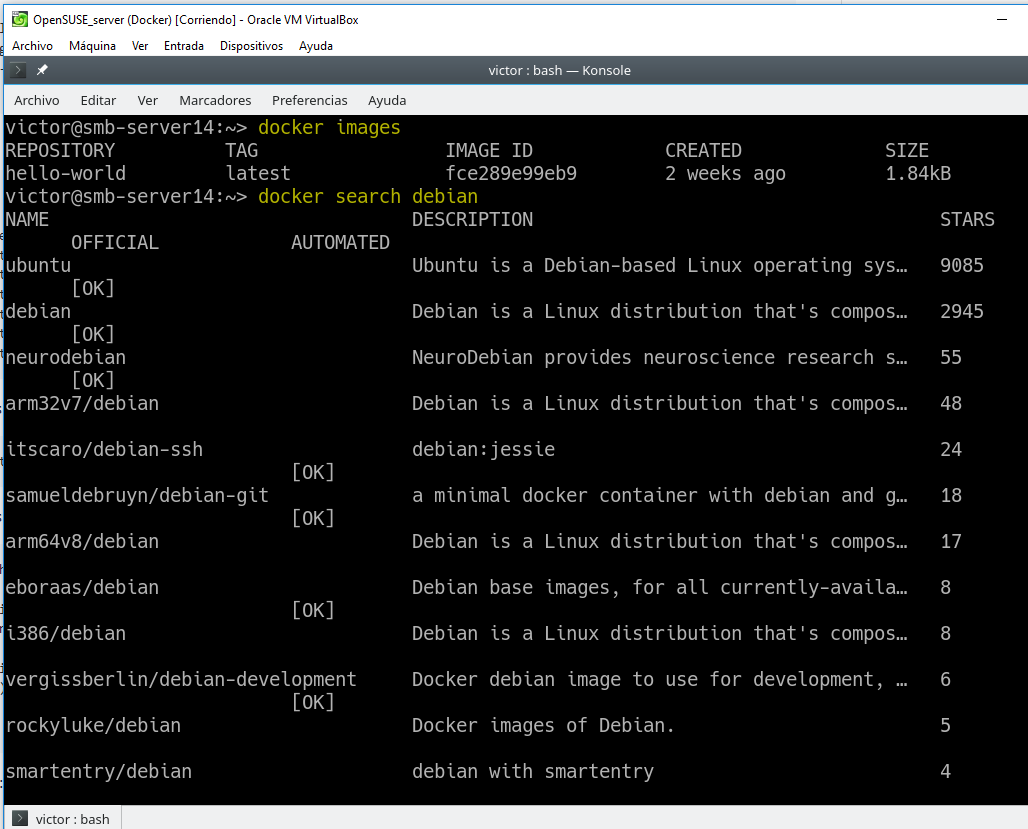 OpenSUSE_server (Docker) [Corriendo] - Oracle VM VirtualBox
Archivo Máquina Ver Entrada Dispositivos Ayuda
victor : bash — Konsole
Archivo Editar Ver Marcadores Preferencias Ayuda
victor@smb-server14:~> docker images
REPOSITORY TAG IMAGE ID CREATED SIZE
hello-world latest fce289e99eb9 2 weeks ago 1.84kB
victor@smb-server14:~> docker search debian
NAME DESCRIPTION STARS
OFFICIAL AUTOMATED
ubuntu Ubuntu is a Debian-based Linux operating sys… 9085
[OK]
debian Debian is a Linux distribution that's compos… 2945
[OK]
neurodebian NeuroDebian provides neuroscience research s… 55
[OK]
arm32v7/debian Debian is a Linux distribution that's compos… 48
itscaro/debian-ssh debian:jessie 24
[OK]
samueldebruyn/debian-git a minimal docker container with debian and g… 18
[OK]
arm64v8/debian Debian is a Linux distribution that's compos… 17
eboraas/debian Debian base images, for all currently-availa… 8
[OK]
i386/debian Debian is a Linux distribution that's compos… 8
vergissberlin/debian-development Docker debian image to use for development, … 6
[OK]
rockyluke/debian Docker images of Debian. 5
smartentry/debian debian with smartentry 4
victor : bash